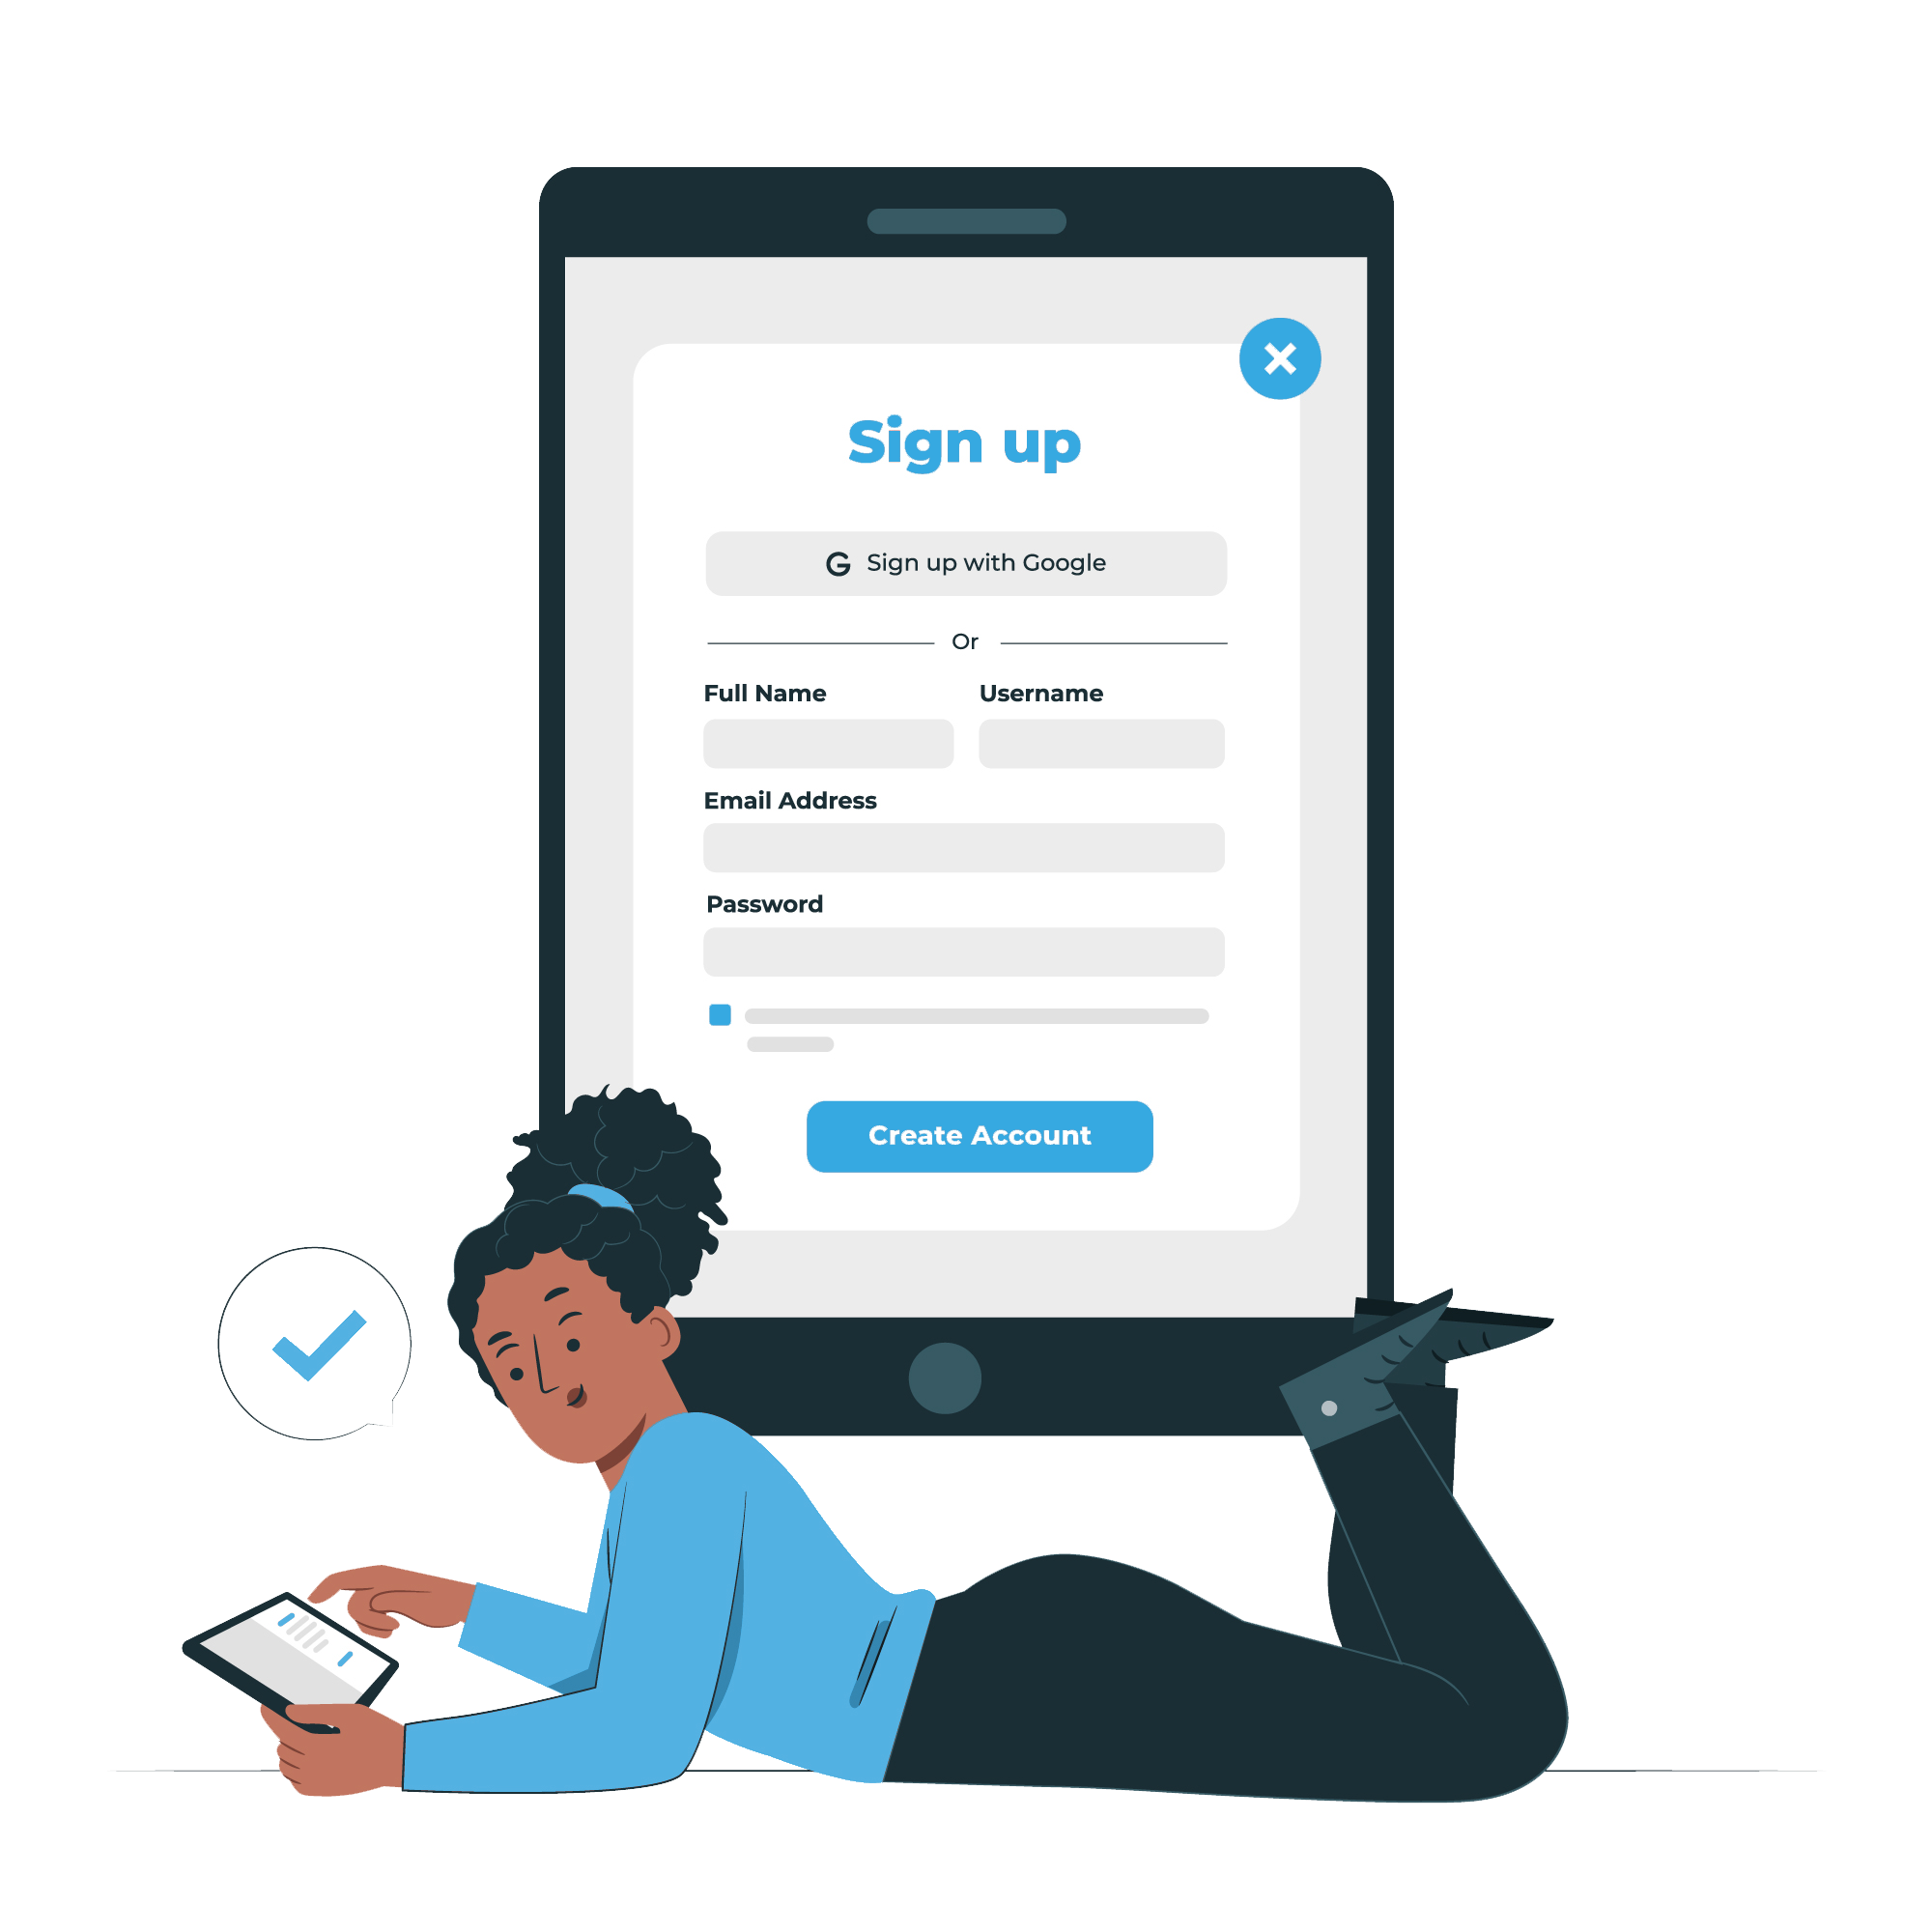 Sign up
G Sign up with Google
Or
Full Name Username
Email Address
Password
Create Account